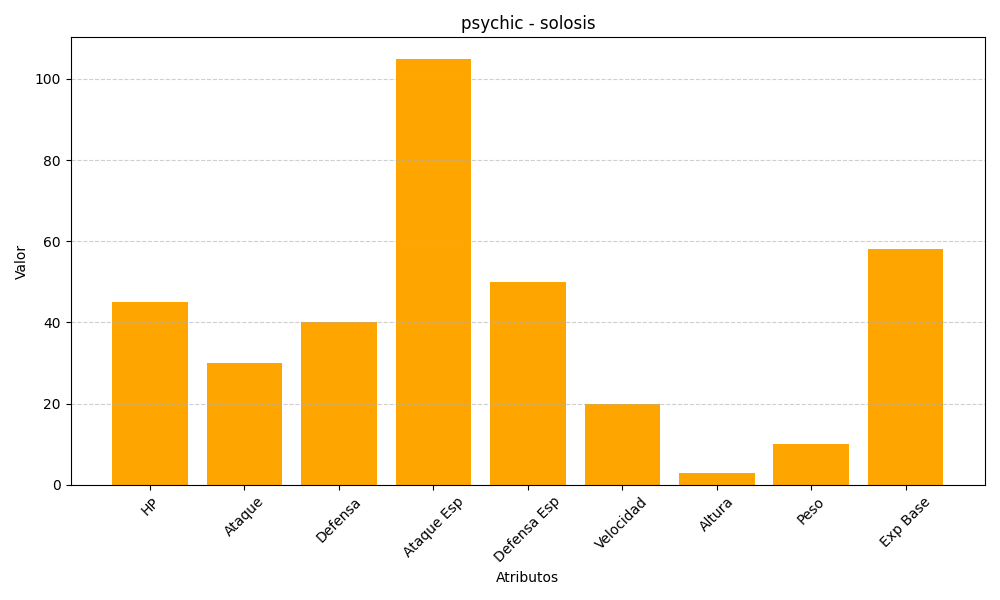 psychic - solosis
Valor
100
80
60
40
20
0
HP
Ataque
Defensa
Ataque Esp
Defensa Esp
Velocidad
Altura
Peso
Exp Base
Atributos